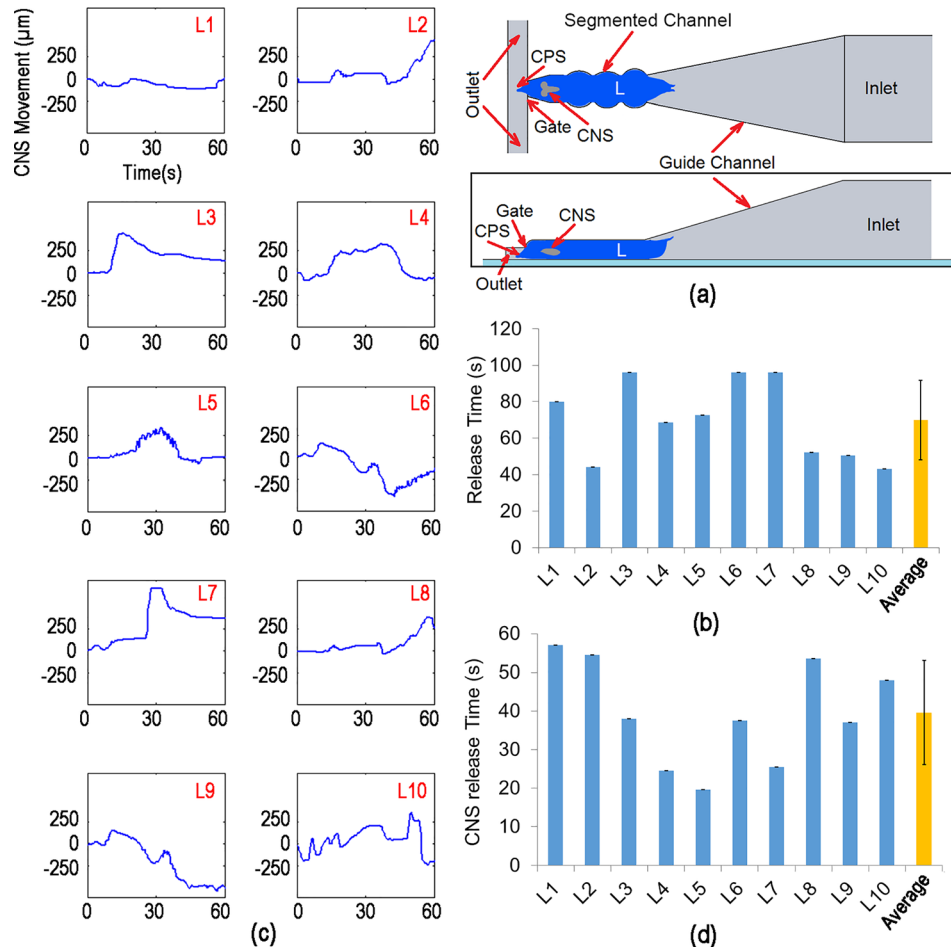 CNS Movement (µm)
L1
250
0
-250
0 30 60
Time(s)
L2
0 30 60
L3
250
0
-250
0 30 60
L4
250
0
-250
0 30 60
L5
250
0
-250
0 30 60
L6
250
0
-250
0 30 60
L7
250
0
-250
0 30 60
L8
250
0
-250
0 30 60
L9
250
0
-250
0 30 60
L10
250
0
-250
0 30 60
(c)
Segmented Channel
CPS
Outlet
L
Inlet
Gate
CNS
Guide Channel
Gate
CNS
CPS
L
Inlet
Outlet
(a)
Release Time (s)
120
100
80
60
40
20
0
L1 L2 L3 L4 L5 L6 L7 L8 L9 L10 Average
(b)
CNS release Time (s)
60
50
40
30
20
10
0
L1 L2 L3 L4 L5 L6 L7 L8 L9 L10 Average
(d)